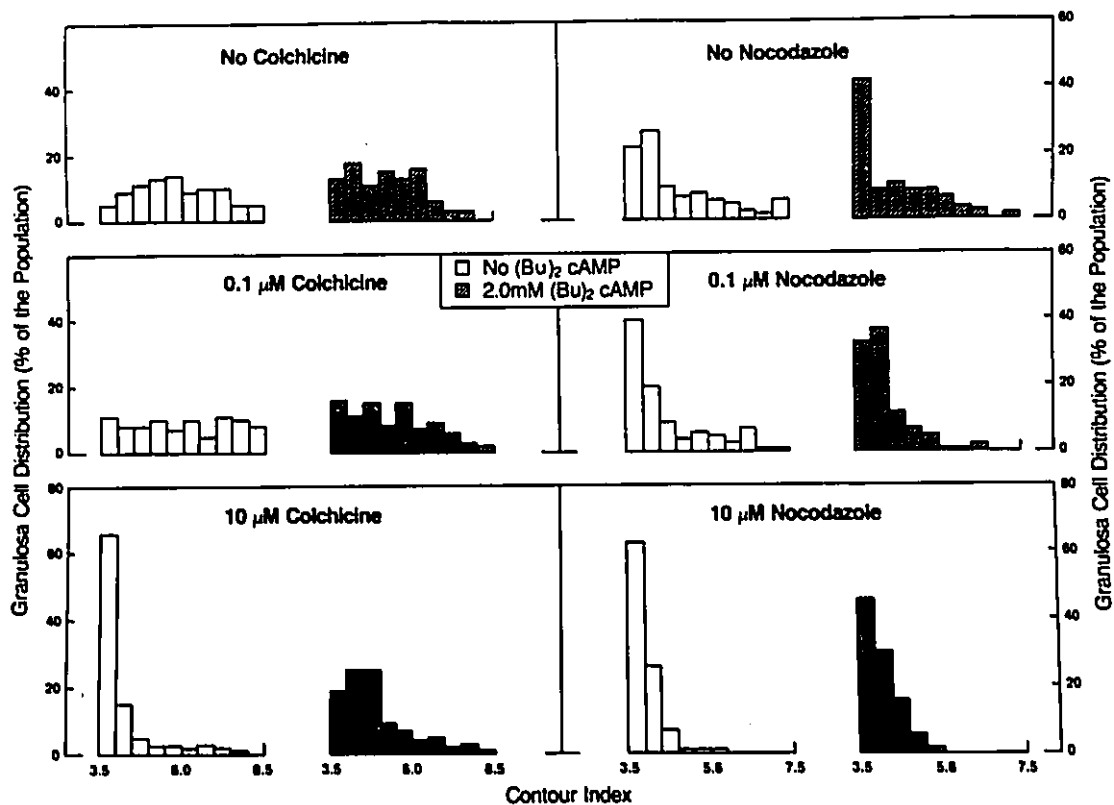 No Colchicine
No Nocodazole
60
40
20
0
40
20
0
0.1 μM Colchicine
0.1 μM Nocodazole
□ No (Bu)₂ cAMP
▩ 2.0mM (Bu)₂ cAMP
60
40
20
0
60
40
20
0
10 μM Colchicine
10 μM Nocodazole
80
60
40
20
0
80
60
40
20
0
3.5 6.0 8.5 3.5 6.0 8.5 3.5 5.6 7.5 3.5 5.6 7.5
Contour Index
Granulosa Cell Distribution (% of the Population)
Granulosa Cell Distribution (% of the Population)